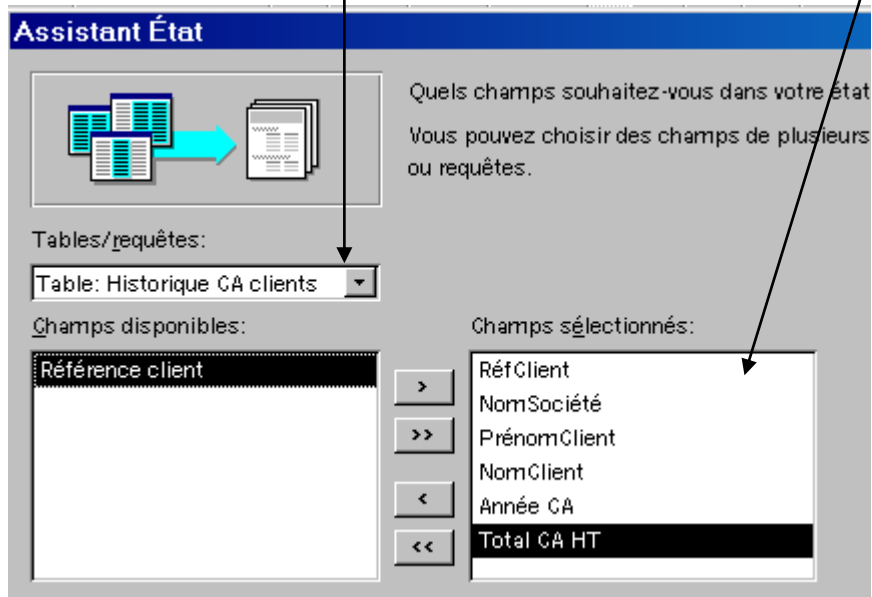 Assistant État
Quels champs souhaitez-vous dans votre état
Vous pouvez choisir des champs de plusieurs
ou requêtes.
Tables/requêtes:
Table: Historique CA clients
Champs disponibles:
Champs sélectionnés:
Référence client
>
>>
<
<<
RéfClient
NomSociété
PrénomClient
NomClient
Année CA
Total CA HT